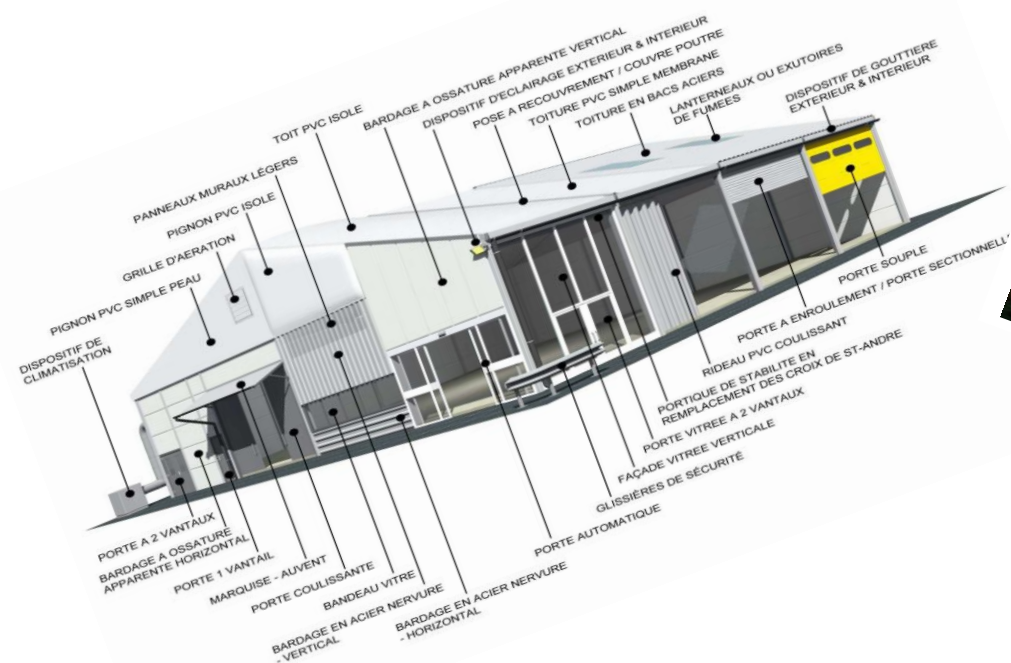 TOIT PVC ISOLE
BARDAGE A OSSATURE APPARENTE VERTICAL
DISPOSITIF D'ECLAIRAGE EXTERIEUR & INTERIEUR
POSE A RECOUVREMENT / COUVRE POUTRE
TOITURE PVC SIMPLE MEMBRANE
TOITURE EN BACS ACIERS
LANTERNEAUX OU EXUTOIRES
DE FUMEES
DISPOSITIF DE GOUTTIERE
EXTERIEUR & INTERIEUR
PANNEAUX MURAUX LÉGERS
PIGNON PVC ISOLE
GRILLE D'AERATION
PIGNON PVC SIMPLE PEAU
DISPOSITIF DE
CLIMATISATION
PORTE SOUPLE
PORTE A ENROULEMENT / PORTE SECTIONNELL
RIDEAU PVC COULISSANT
PORTIQUE DE STABILITE EN
REMPLACEMENT DES CROIX DE ST-ANDRE
PORTE VITREE A 2 VANTAUX
FAÇADE VITREE VERTICALE
GLISSIÈRES DE SÉCURITÉ
PORTE AUTOMATIQUE
PORTE A 2 VANTAUX
BARDAGE A OSSATURE
APPARENTE HORIZONTAL
PORTE 1 VANTAIL
MARQUISE - AUVENT
PORTE COULISSANTE
BANDEAU VITRE
BARDAGE EN ACIER NERVURE
- VERTICAL
BARDAGE EN ACIER NERVURE
- HORIZONTAL